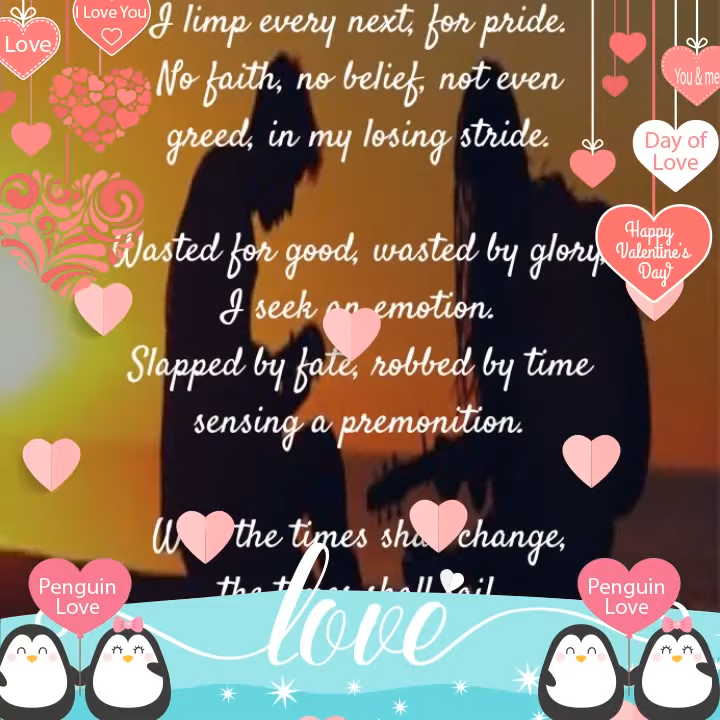 I limp every next, for pride.
No faith, no belief, not even
greed, in my losing stride.
Wasted for good, wasted by glory,
I seek an emotion.
Slapped by fate, robbed by time
sensing a premonition.
the times change,
the shall
love
Love
I Love You
You & me
Day of
Love
Happy
Valentine's
Day
Penguin
Love
Penguin
Love